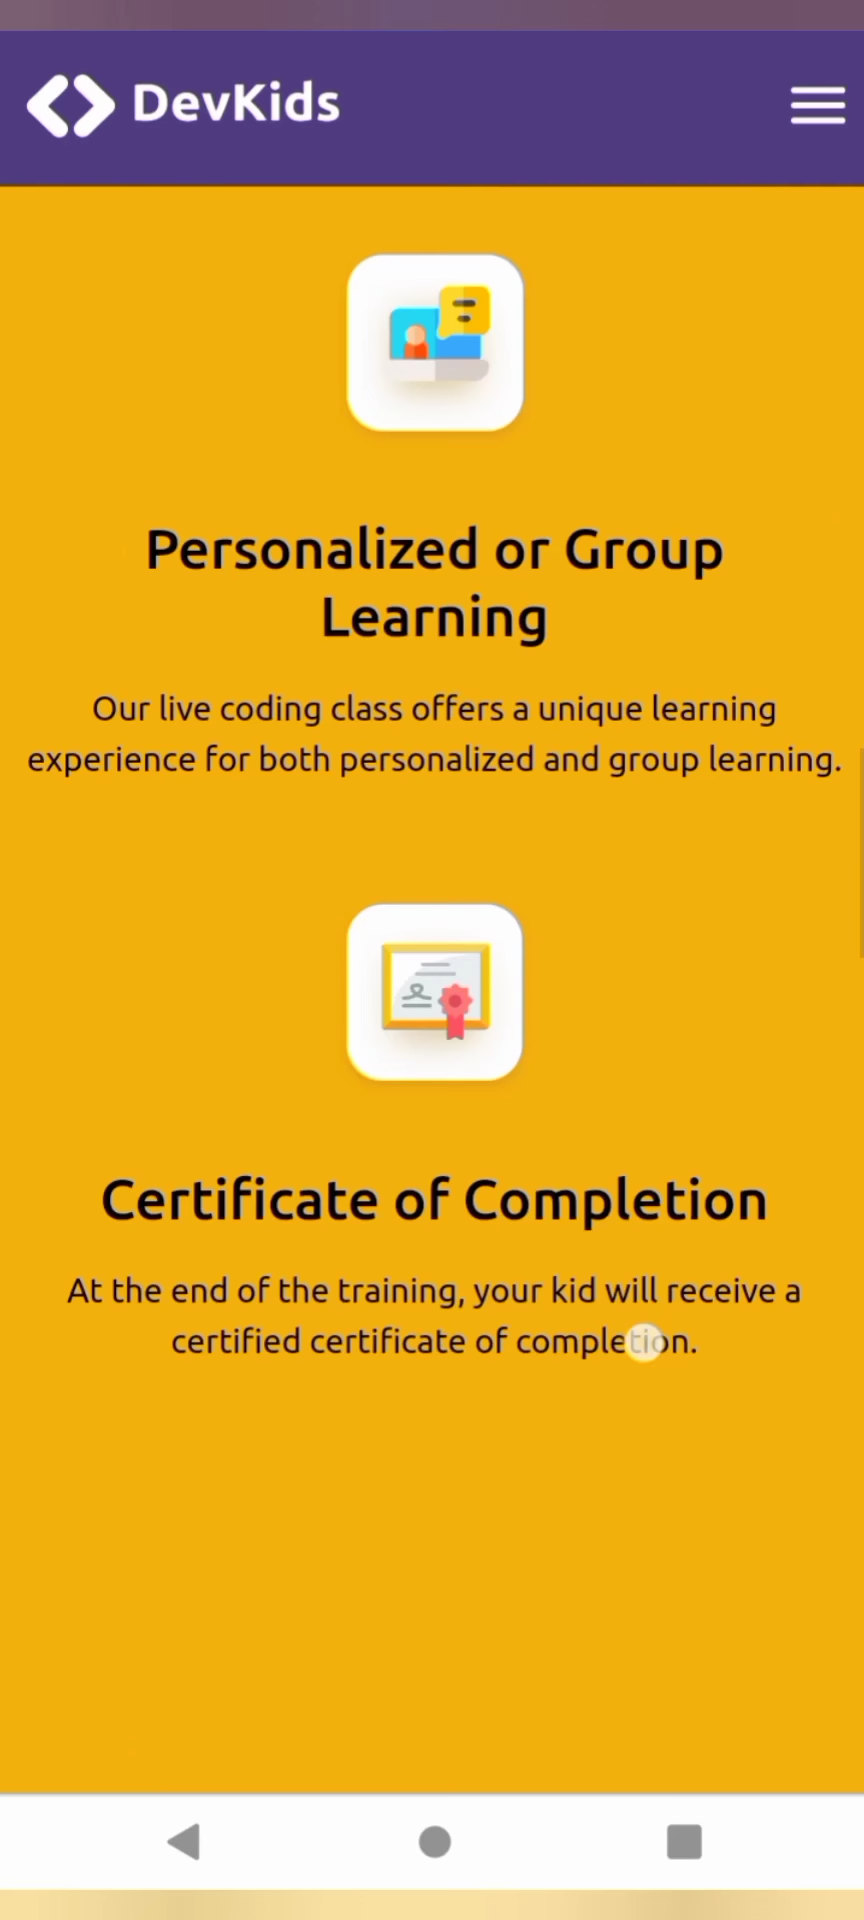 DevKids
Personalized or Group
Learning
Our live coding class offers a unique learning
experience for both personalized and group learning.
Certificate of Completion
At the end of the training, your kid will receive a
certified certificate of completion.